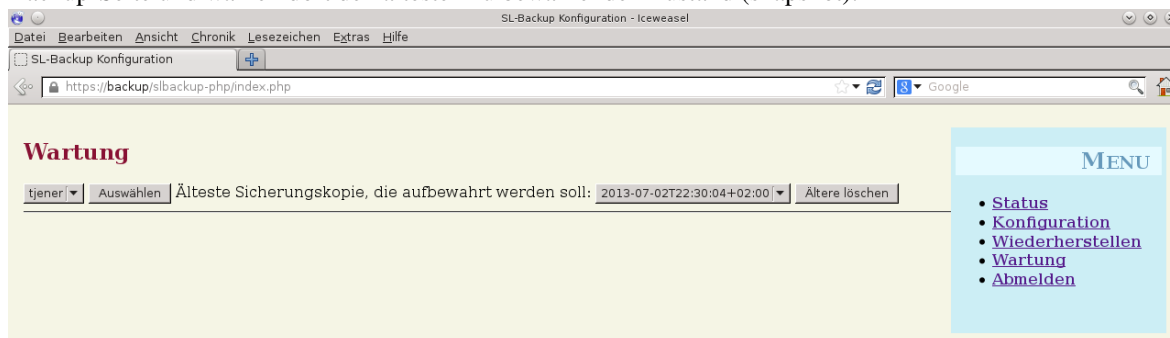 SL-Backup Konfiguration - Iceweasel
Datei Bearbeiten Ansicht Chronik Lesezeichen Extras Hilfe
SL-Backup Konfiguration
https://backup/slbackup-php/index.php
8 Google
Wartung
tjener Auswählen Älteste Sicherungskopie, die aufbewahrt werden soll: 2013-07-02T22:30:04+02:00 Ältere löschen
MENU
• Status
• Konfiguration
• Wiederherstellen
• Wartung
• Abmelden